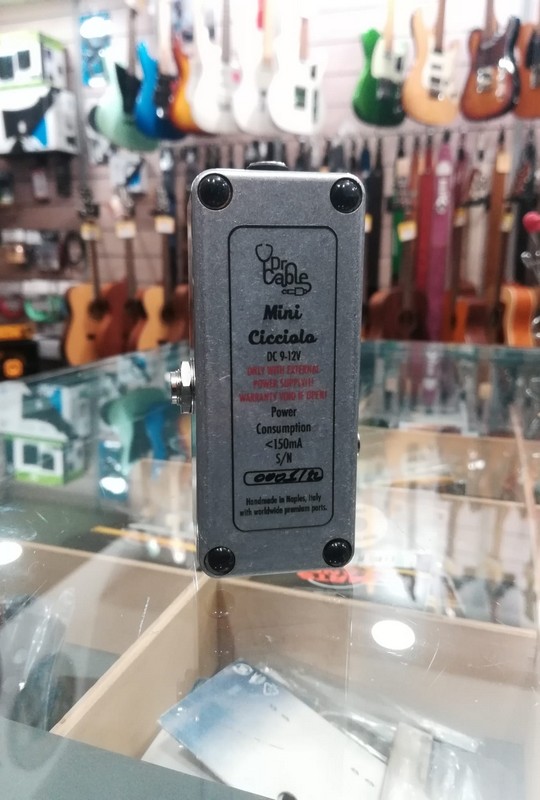 Dr
Cable
Mini
Cicciolo
DC 9-12V
ONLY WITH EXTERNAL
POWER SUPPLY!!!
WARRANTY VOID IF OPEN!!
Power
Consumption
<150mA
S/N
Handmade in Naples, Italy
with worldwide premium parts.